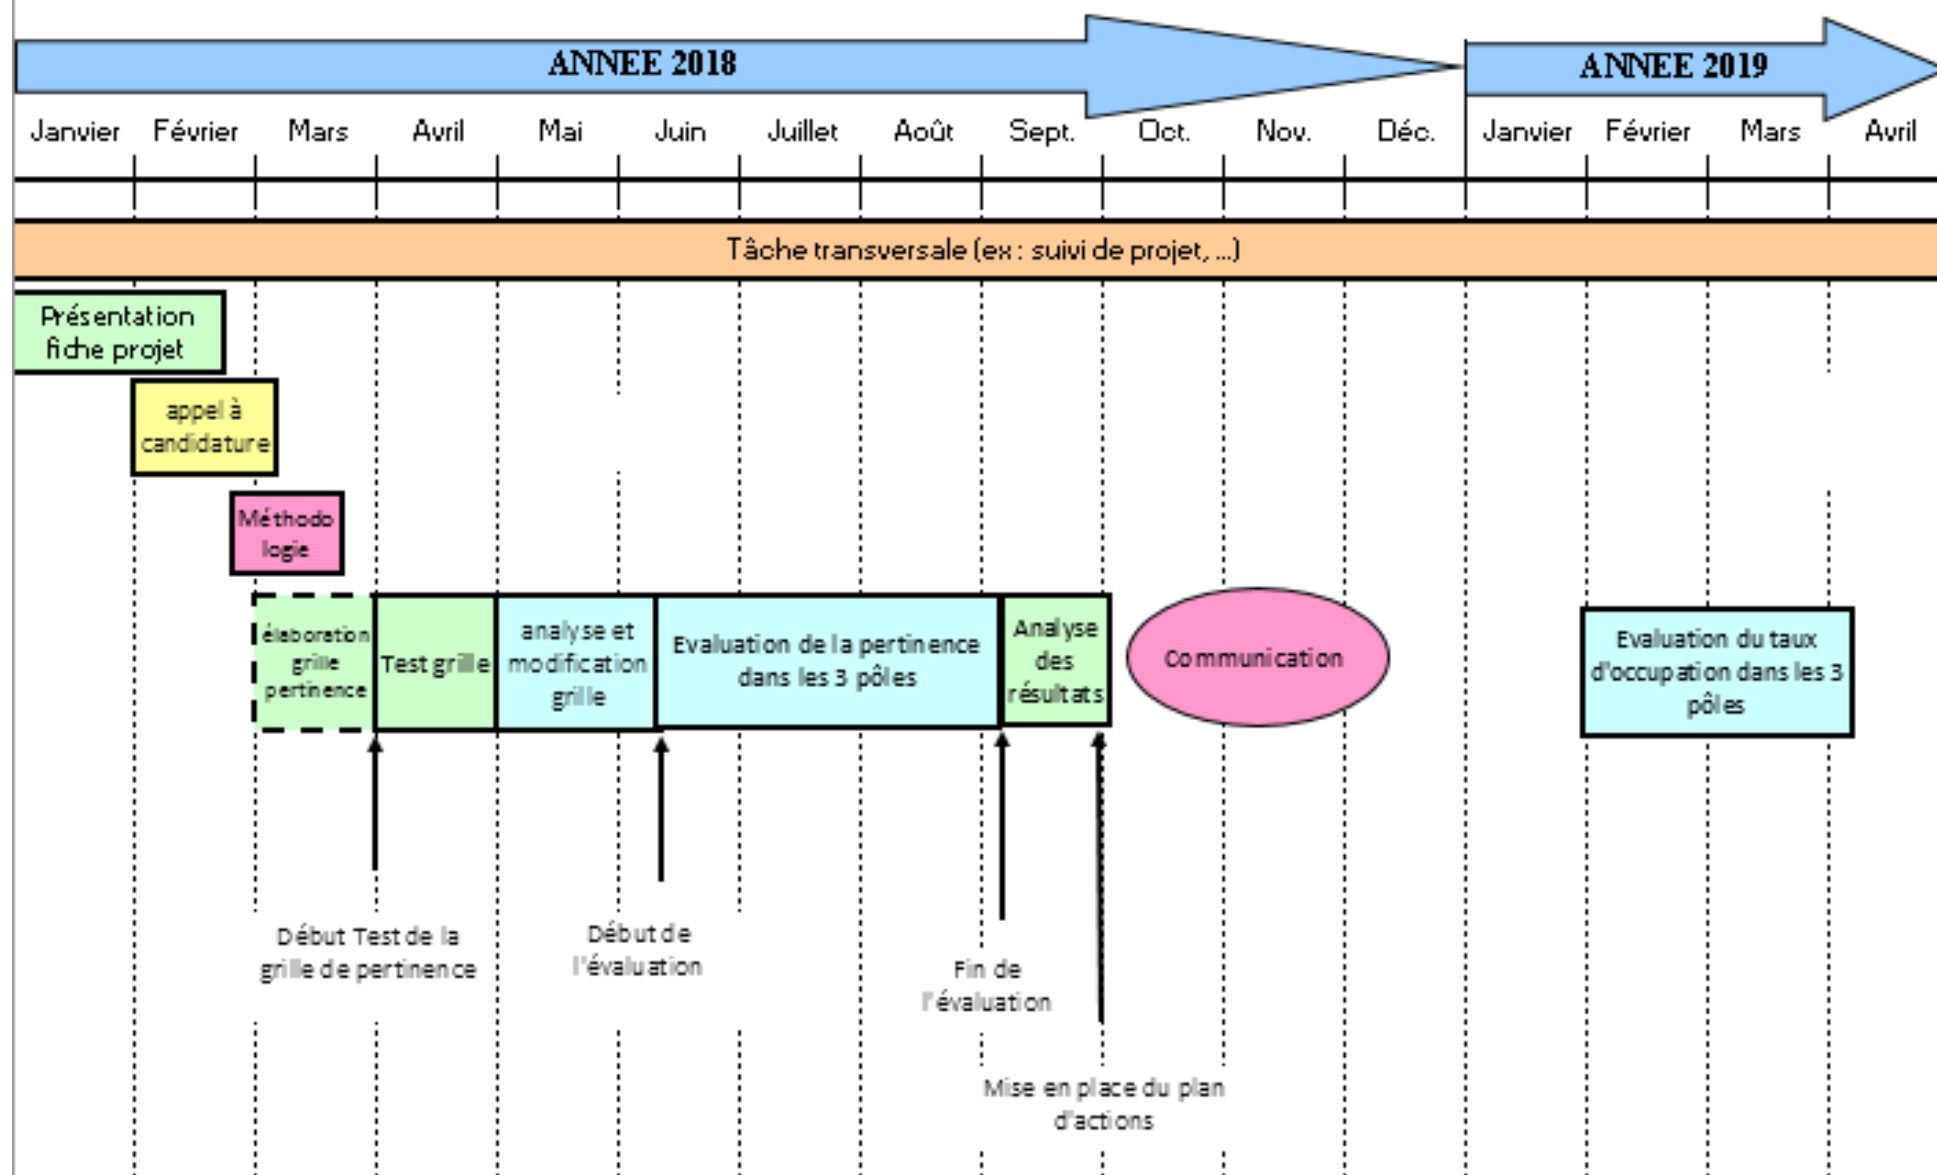 ANNEE 2018
ANNEE 2019
Janvier Février Mars Avril Mai Juin Juillet Août Sept. Oct. Nov. Déc. Janvier Février Mars Avril
Tâche transversale (ex : suivi de projet, ...)
Présentation
fiche projet
appel à
candidature
Méthodo
logie
élaboration
grille
pertinence
Test grille
analyse et
modification
grille
Evaluation de la pertinence
dans les 3 pôles
Analyse
des
résultats
Communication
Evaluation du taux
d'occupation dans les 3
pôles
Début Test de la
grille de pertinence
Début de
l'évaluation
Fin de
l'évaluation
Mise en place du plan
d'actions